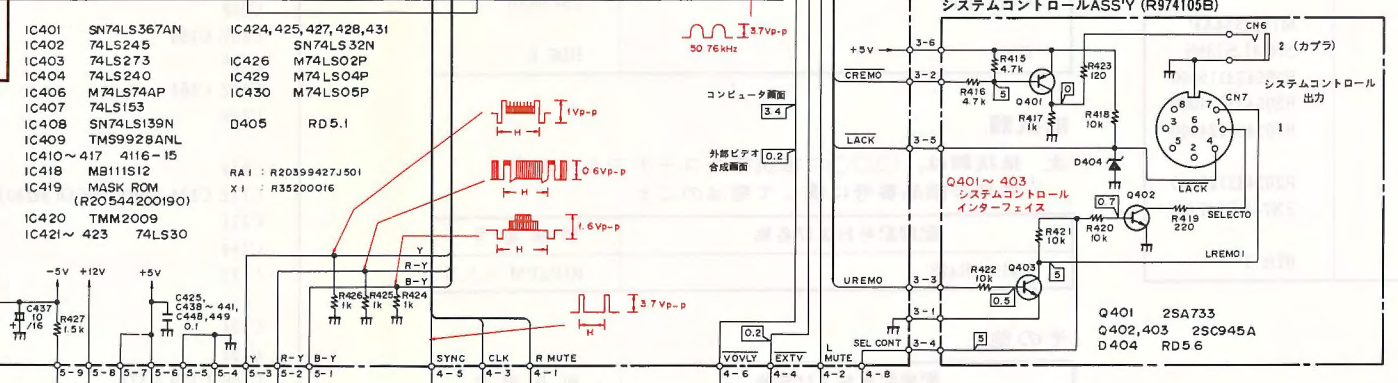 システムコントロールASS'Y (R974105B)
IC401 SN74LS367AN
IC402 74LS245
IC403 74LS273
IC404 74LS240
IC406 M74LS74AP
IC407 74LS153
IC408 SN74LS139N
IC409 TMS9928ANL
IC410～417 4116-15
IC418 MB111S12
IC419 MASK ROM
(R20544200190)
IC420 TMM2009
IC421～ 423 74LS30
IC424, 425, 427, 428, 431
SN74LS32N
IC426 M74LS02P
IC429 M74LS04P
IC430 M74LS05P
D405 RD5.1
RA1 : R20399427J501
X1 : R35200016
-5V +12V +5V
C437
10
/16
R427
1.5k
C425,
C438～441,
C448,449
0.1
3.7Vp-p
50 76kHz
H
1Vp-p
H
0.6Vp-p
H
1.6Vp-p
H
3.7Vp-p
Y
R-Y
B-Y
R426
1k
R425
1k
R424
1k
Y R-Y B-Y
SYNC CLK R MUTE
5-9 5-8 5-7 5-6 5-5 5-4 5-3 5-2 5-1
4-5 4-3 4-1
コンピュータ画面
3.4
外部ビデオ
合成画面
0.2
0.2
VOVLY EXTV
L
MUTE
SEL CONT
4-6 4-4 4-2 4-8
+5V 3-6
CREMO 3-2
LACK 3-5
UREMO 3-3
3-1
3-4
5
R415
4.7k
R416
4.7k
5
Q401
0
R417
1k
R423
120
R418
10k
D404
LACK
Q401～ 403
システムコントロール
インターフェイス
0.7
Q402
R421
10k
R420
10k
R419
220
SELECTO
LREMO1
R422
10k
0.5
Q403
5
CN6
2 (カプラ)
システムコントロール
出力
CN7
1
8 7
3 6 1
5 2 4
Q401 2SA733
Q402,403 2SC945A
D404 RD56